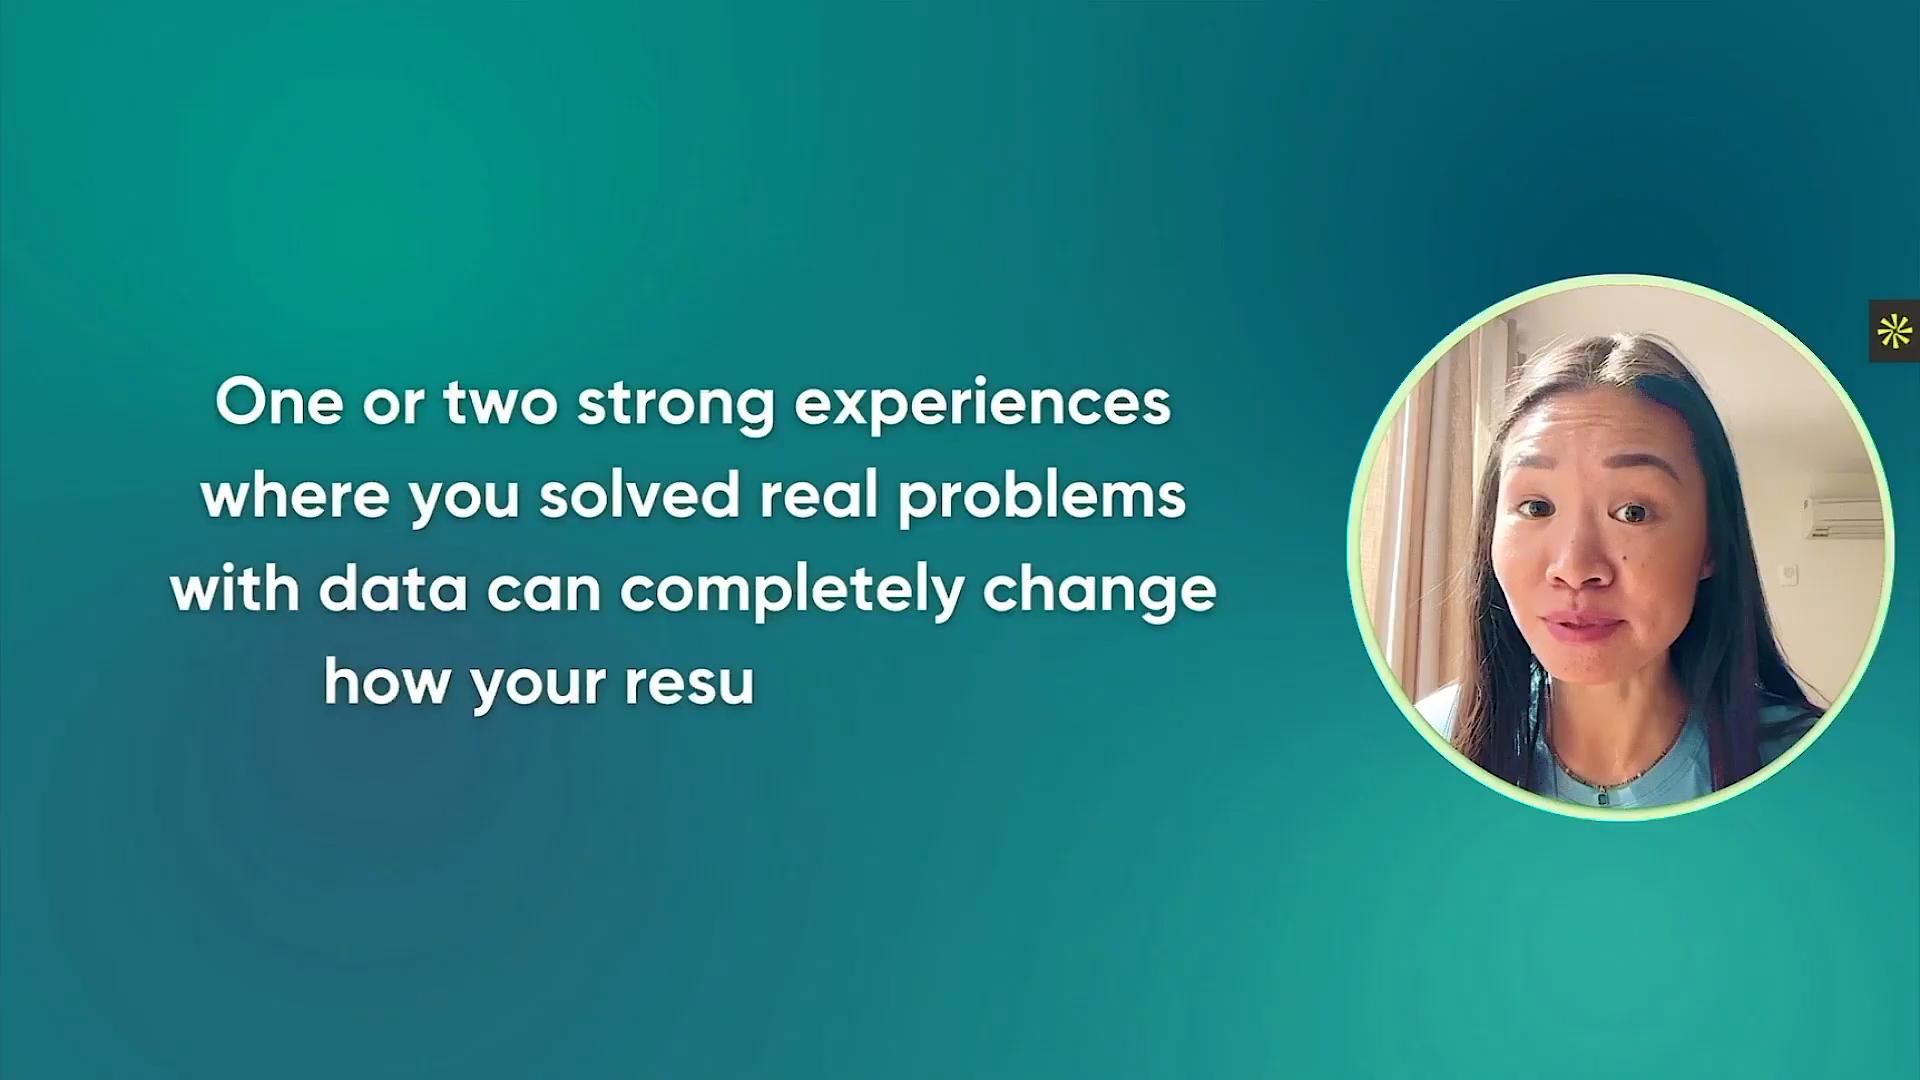 One or two strong experiences
where you solved real problems
with data can completely change
how your resu